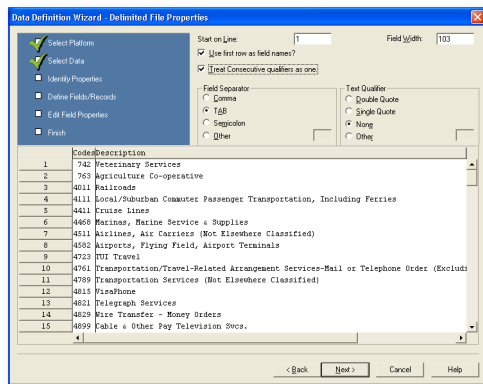 Data Definition Wizard - Delimited File Properties
Select Platform
Select Data
Identify Properties
Define Fields/Records
Edit Field Properties
Finish
Start on Line: 1 Field Width: 103
Use first row as field names?
Treat Consecutive qualifiers as one
Field Separator
Comma
TAB
Semicolon
Other
Text Qualifier
Double Quote
Single Quote
None
Other
Codes Description
1 742 Veterinary Services
2 763 Agriculture Co-operative
3 4011 Railroads
4 4111 Local/Suburban Commuter Passenger Transportation, Including Ferries
5 4411 Cruise Lines
6 4468 Marinas, Marine Service & Supplies
7 4511 Airlines, Air Carriers (Not Elsewhere Classified)
8 4582 Airports, Flying Field, Airport Terminals
9 4723 TUI Travel
10 4761 Transportation/Travel-Related Arrangement Services-Mail or Telephone Order (Excludi
11 4789 Transportation Services (Not Elsewhere Classified)
12 4815 VisaPhone
13 4821 Telegraph Services
14 4829 Wire Transfer - Money Orders
15 4899 Cable & Other Pay Television Svcs.
< Back Next > Cancel Help